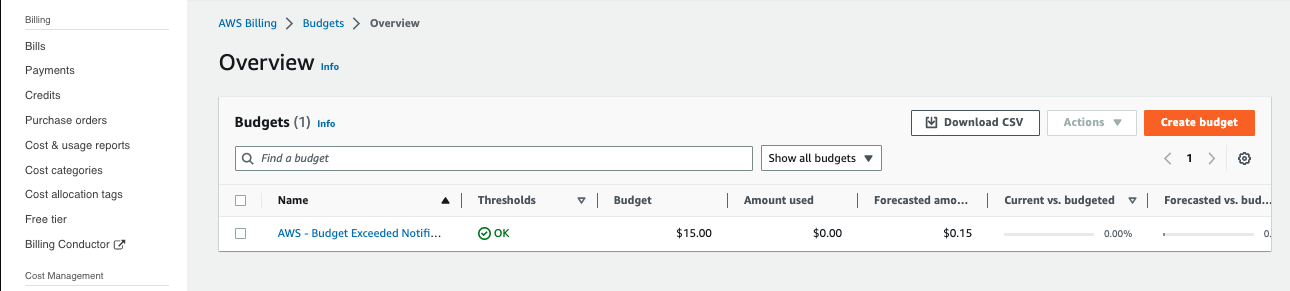 Billing
Bills
Payments
Credits
Purchase orders
Cost & usage reports
Cost categories
Cost allocation tags
Free tier
Billing Conductor
Cost Management
AWS Billing > Budgets > Overview
Overview Info
Budgets (1) Info
Download CSV Actions Create budget
Find a budget Show all budgets 1
Name Thresholds Budget Amount used Forecasted amo... Current vs. budgeted Forecasted vs. bud...
AWS - Budget Exceeded Notifi... OK $15.00 $0.00 $0.15 0.00% 0.